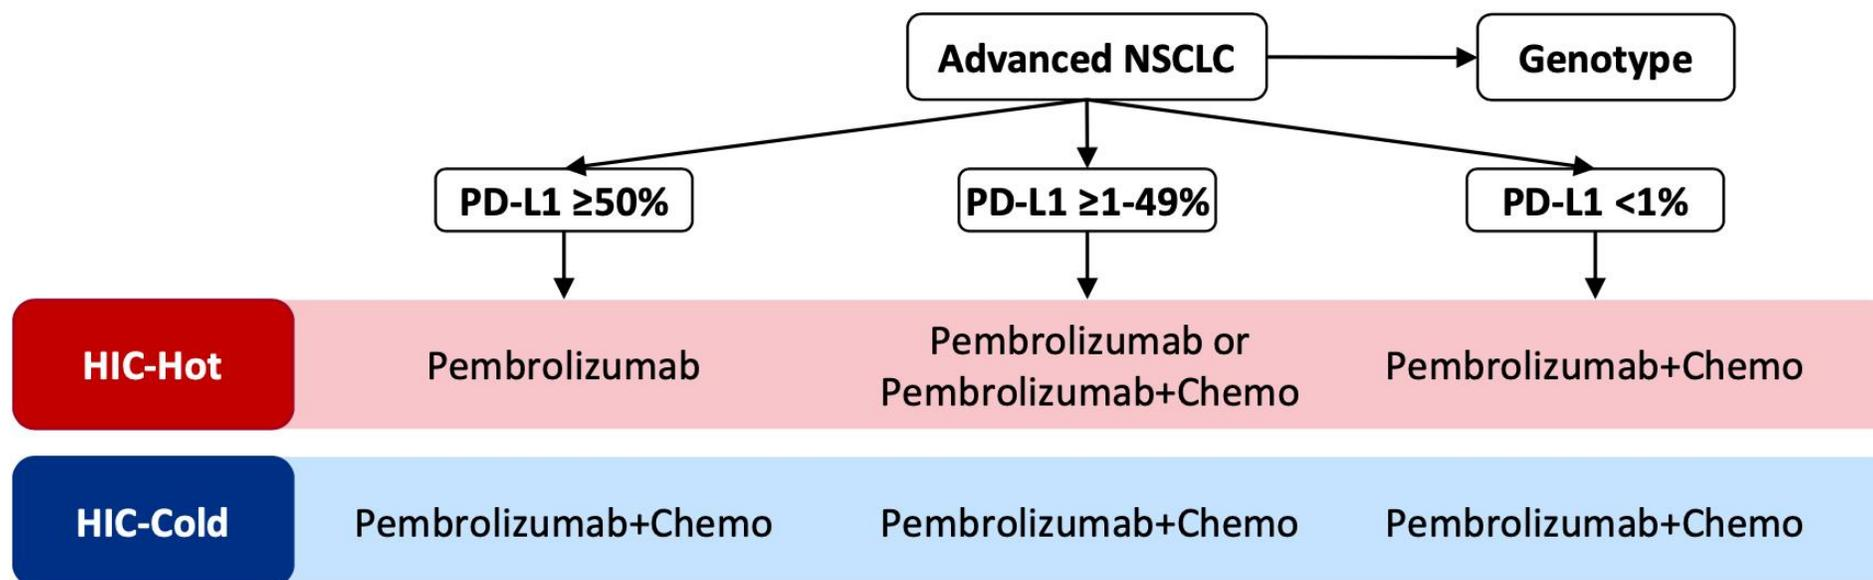 Advanced NSCLC
Genotype
PD-L1 ≥50%
PD-L1 ≥1-49%
PD-L1 <1%
HIC-Hot
Pembrolizumab
Pembrolizumab or
Pembrolizumab+Chemo
Pembrolizumab+Chemo
HIC-Cold
Pembrolizumab+Chemo
Pembrolizumab+Chemo
Pembrolizumab+Chemo